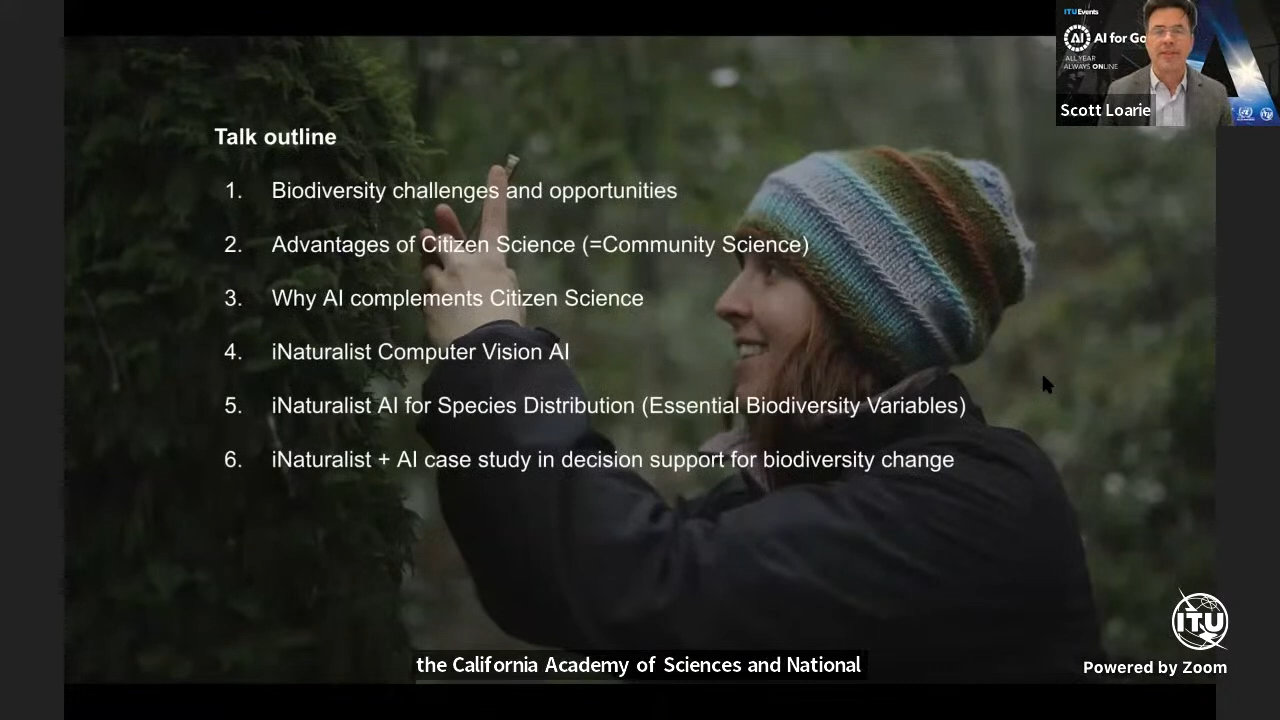 ITUEvents
AI
AI for Go
ALL YEAR
ALWAYS ONLINE
Scott Loarie
Talk outline
1. Biodiversity challenges and opportunities
2. Advantages of Citizen Science (=Community Science)
3. Why AI complements Citizen Science
4. iNaturalist Computer Vision AI
5. iNaturalist AI for Species Distribution (Essential Biodiversity Variables)
6. iNaturalist + AI case study in decision support for biodiversity change
ITU
Powered by Zoom
the California Academy of Sciences and National